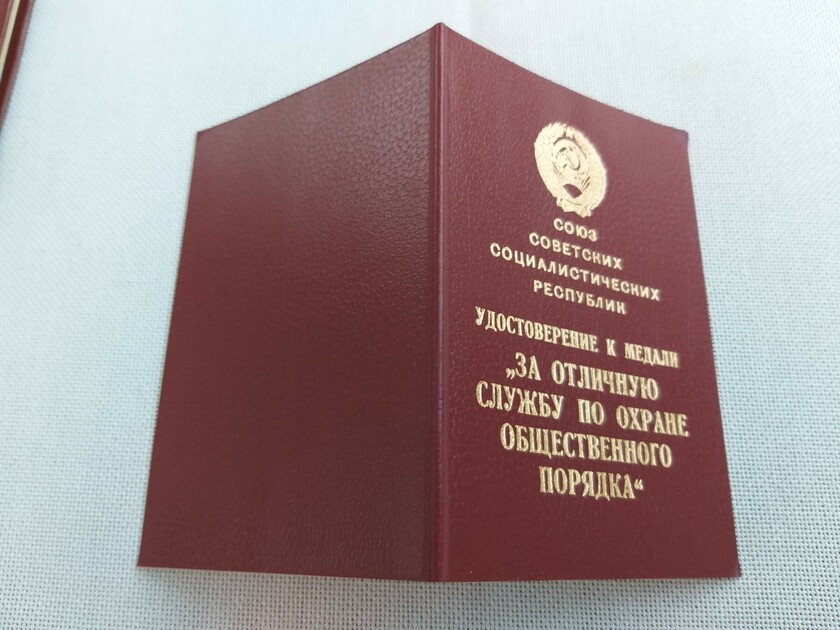 СОЮЗ
СОВЕТСКИХ
СОЦИАЛИСТИЧЕСКИХ
РЕСПУБЛИК
УДОСТОВЕРЕНИЕ К МЕДАЛИ
„ЗА ОТЛИЧНУЮ
СЛУЖБУ ПО ОХРАНЕ
ОБЩЕСТВЕННОГО
ПОРЯДКА“